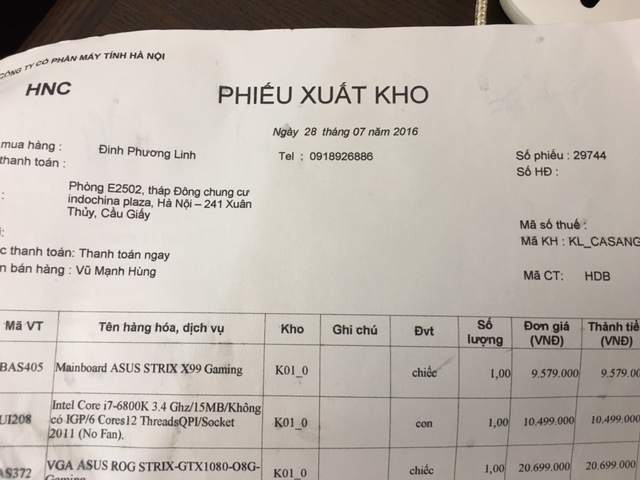 CÔNG TY CỔ PHẦN MÁY TÍNH HÀ NỘI
HNC
PHIẾU XUẤT KHO
Ngày 28 tháng 07 năm 2016
mua hàng : Đinh Phương Linh Tel : 0918926886 Số phiếu : 29744
thanh toán : Số HĐ :
: Phòng E2502, tháp Đông chung cư
indochina plaza, Hà Nội – 241 Xuân
Thủy, Cầu Giấy
Mã số thuế :
Mã KH : KL_CASANG
c thanh toán: Thanh toán ngay
n bán hàng : Vũ Mạnh Hùng Mã CT: HDB
Mã VT Tên hàng hóa, dịch vụ Kho Ghi chú Đvt Số lượng Đơn giá (VNĐ) Thành tiề (VNĐ)
BAS405 Mainboard ASUS STRIX X99 Gaming K01_0 chiếc 1,00 9.579.000 9.579.000
UI208 Intel Core i7-6800K 3.4 Ghz/15MB/Không K01_0 con 1,00 10.499.000 10.499.000
có IGP/6 Cores12 ThreadsQPI/Socket
2011 (No Fan).
AS372 VGA ASUS ROG STRIX-GTX1080-O8G- K01_0 chiếc 1,00 20.699.000 20.699.000